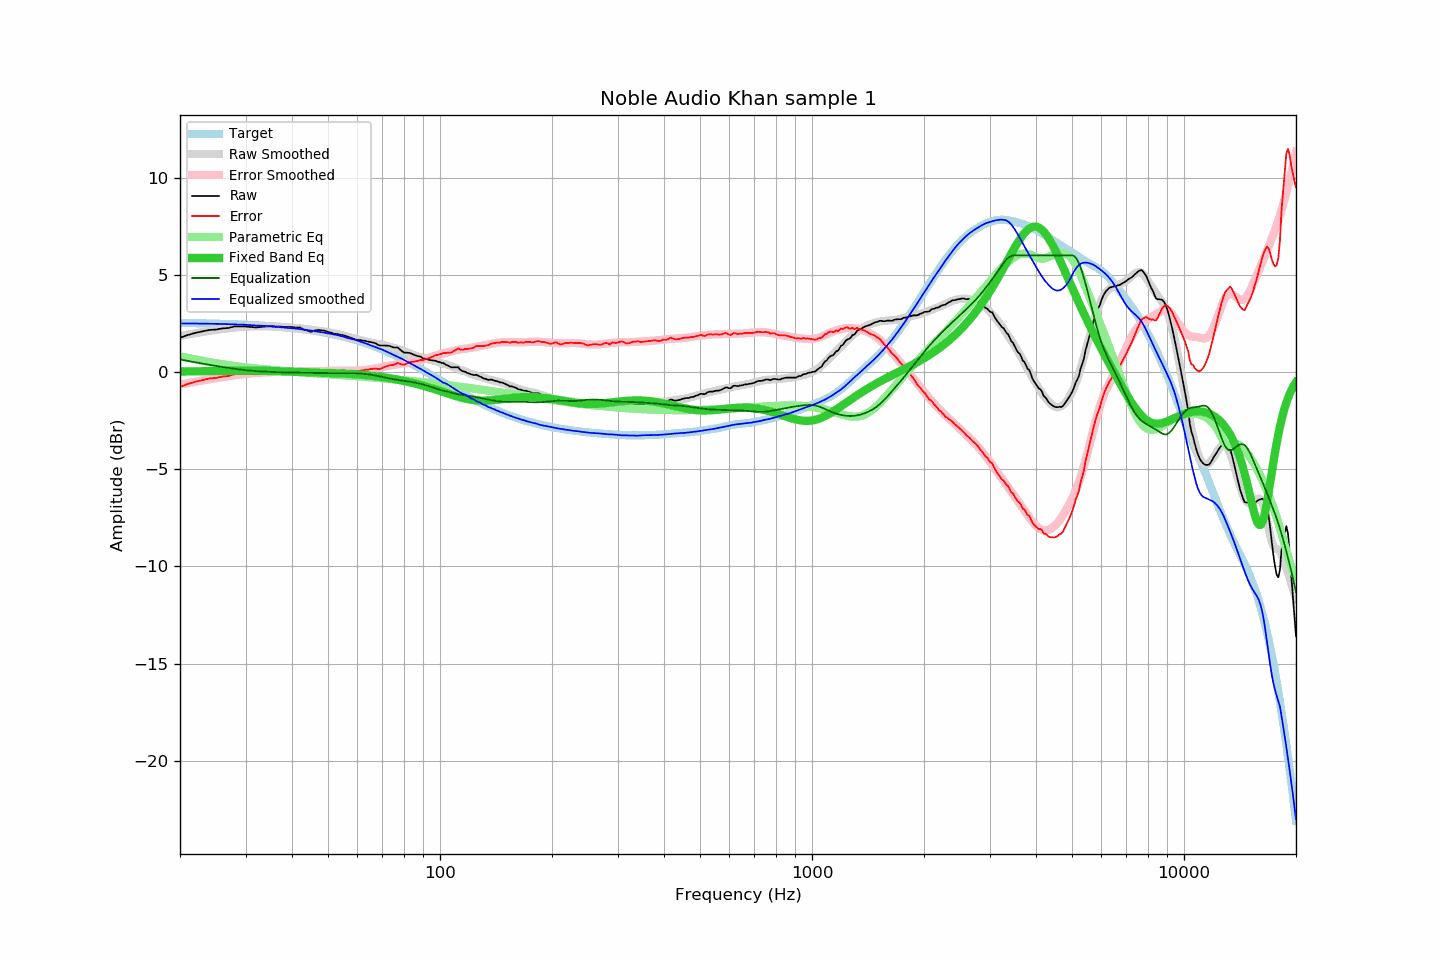 Noble Audio Khan sample 1
Target
Raw Smoothed
Error Smoothed
Raw
Error
Parametric Eq
Fixed Band Eq
Equalization
Equalized smoothed
10
5
0
−5
−10
−15
−20
Amplitude (dBr)
100
1000
10000
Frequency (Hz)